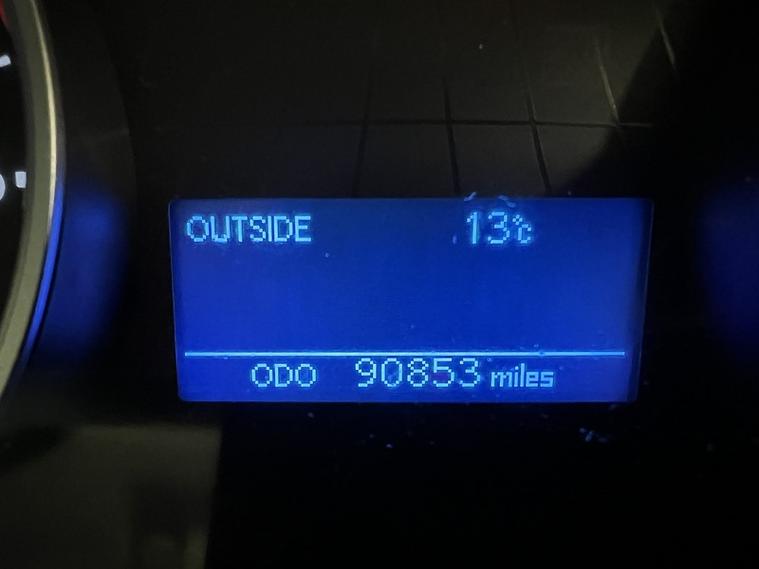 OUTSIDE 13℃
ODO 90853 miles